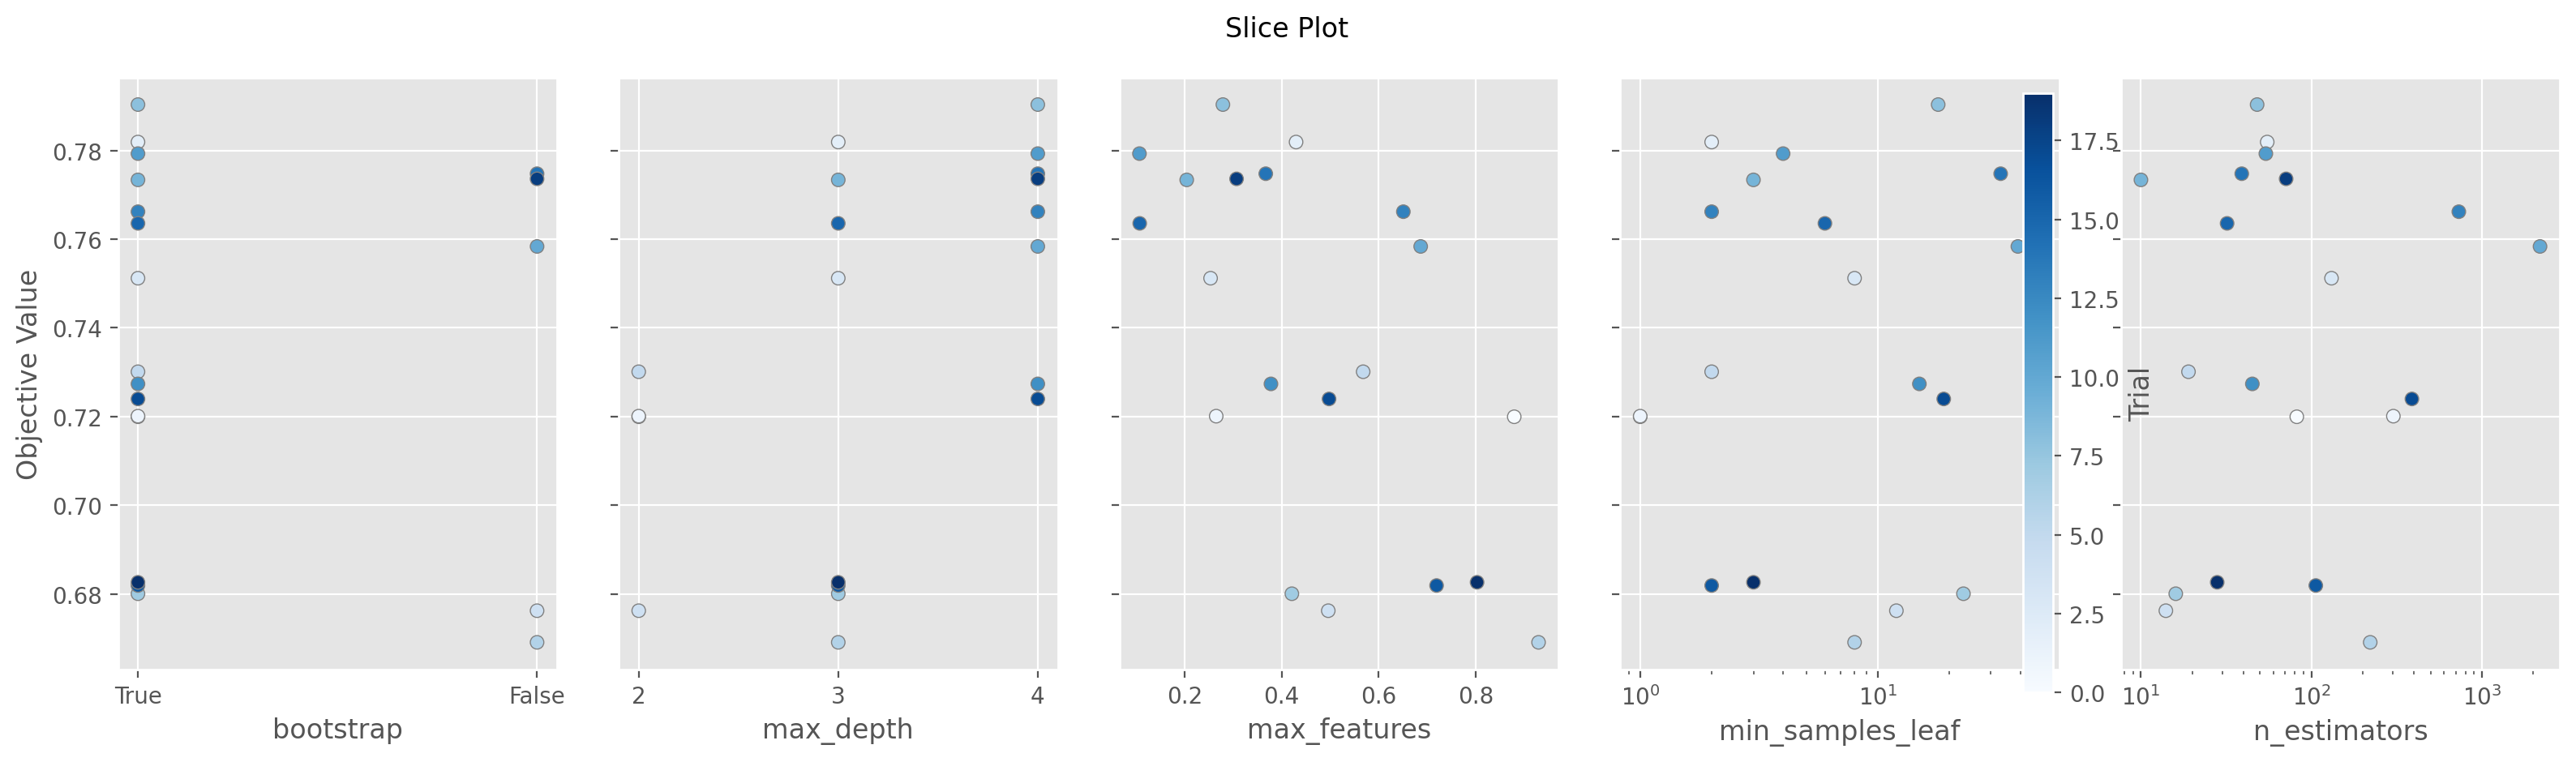 Slice Plot
Objective Value
0.78
0.76
0.74
0.72
0.70
0.68
True False
bootstrap
2 3 4
max_depth
0.2 0.4 0.6 0.8
max_features
10⁰ 10¹
min_samples_leaf
17.5
15.0
12.5
10.0
7.5
5.0
2.5
0.0
Trial
10¹ 10² 10³
n_estimators